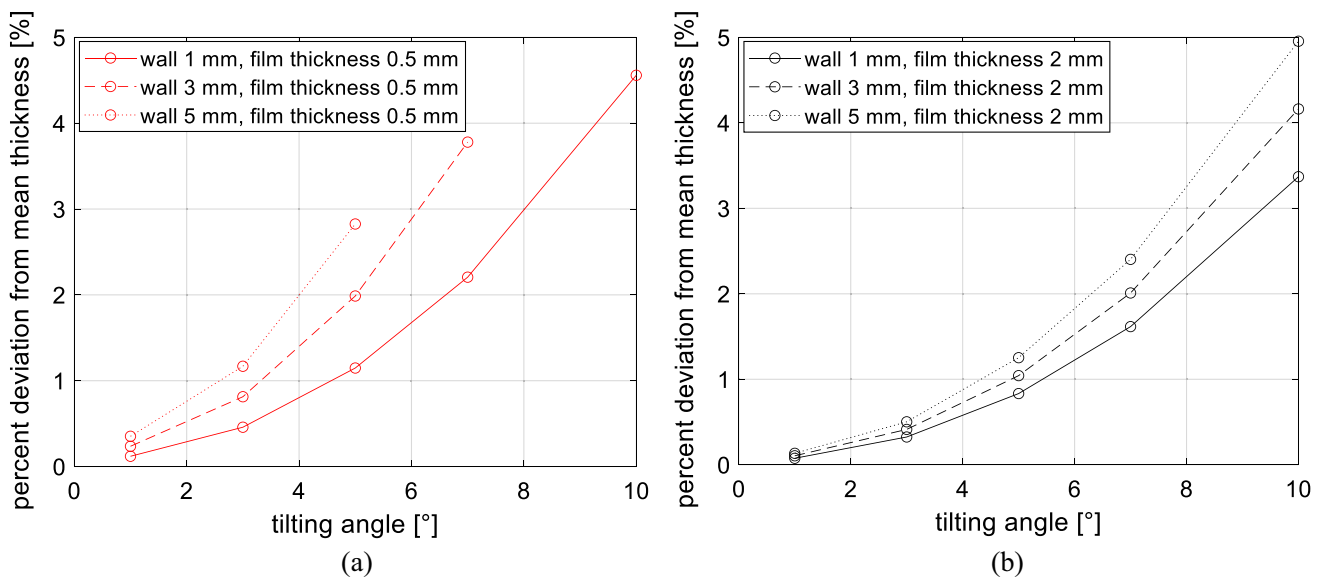 percent deviation from mean thickness [%]
5
4
3
2
1
0
wall 1 mm, film thickness 0.5 mm
wall 3 mm, film thickness 0.5 mm
wall 5 mm, film thickness 0.5 mm
0 2 4 6 8 10
tilting angle [°]
(a)
percent deviation from mean thickness [%]
5
4
3
2
1
0
wall 1 mm, film thickness 2 mm
wall 3 mm, film thickness 2 mm
wall 5 mm, film thickness 2 mm
0 2 4 6 8 10
tilting angle [°]
(b)